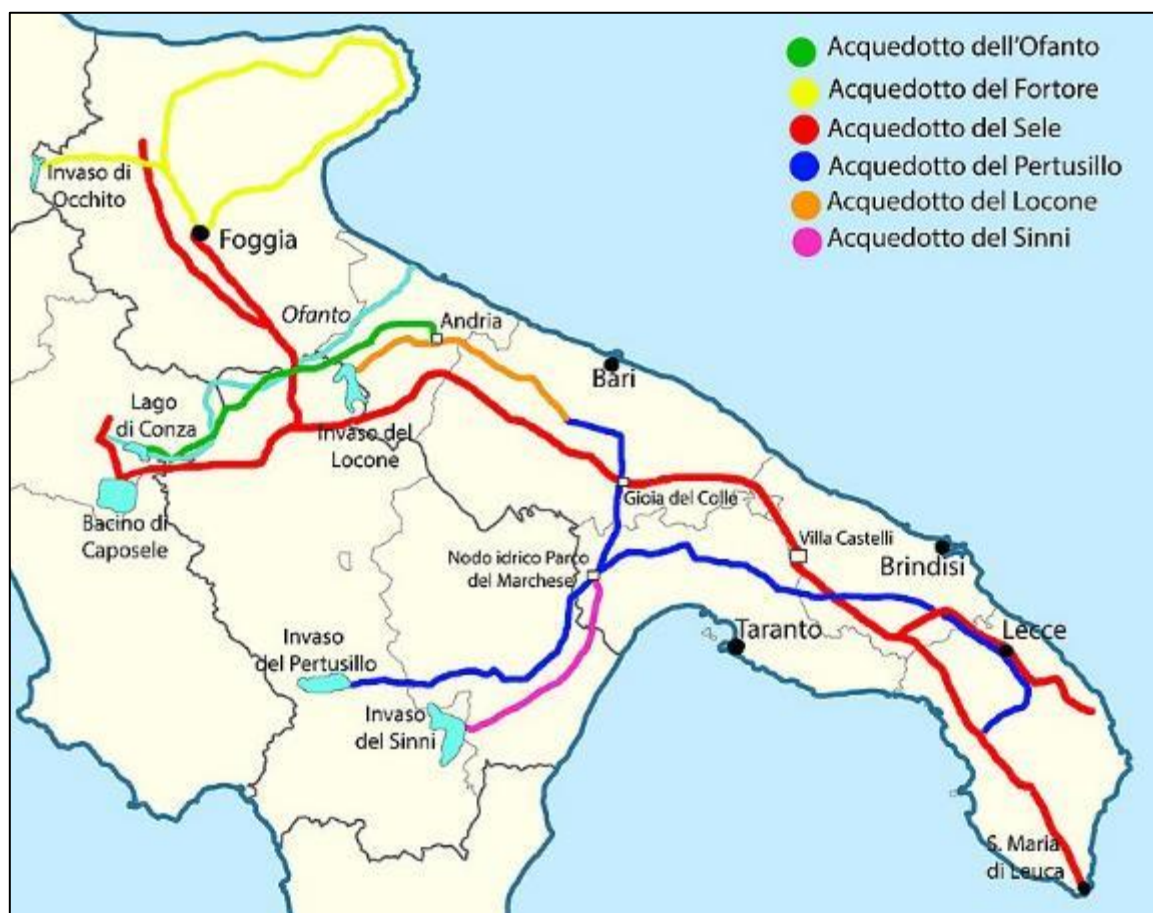 Acquedotto dell'Ofanto
Acquedotto del Fortore
Acquedotto del Sele
Acquedotto del Pertusillo
Acquedotto del Locone
Acquedotto del Sinni
Invaso di
Occhito
Foggia
Ofanto
Andria
Bari
Lago
di Conza
Invaso del
Locone
Bacino di
Caposele
Gioia del Colle
Nodo idrico Parco
del Marchese
Villa Castelli
Brindisi
Invaso
del Pertusillo
Taranto
Lecce
Invaso
del Sinni
S. Maria
di Leuca